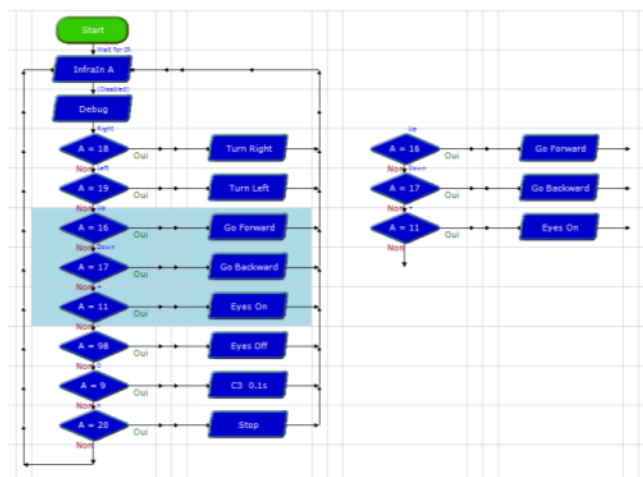 Start
Wait For IR
InfraIn A
(Disabled)
Debug
Right
A = 18
Oui
Turn Right
Non
Left
A = 19
Oui
Turn Left
Non
Up
A = 16
Oui
Go Forward
Non
Down
A = 17
Oui
Go Backward
Non
+
A = 11
Oui
Eyes On
Non
-
A = 98
Oui
Eyes Off
Non
A = 9
Oui
C3 0.1s
Non
A = 20
Oui
Stop
Non
Up
A = 16
Oui
Go Forward
Non
Down
A = 17
Oui
Go Backward
Non
+
A = 11
Oui
Eyes On
Non